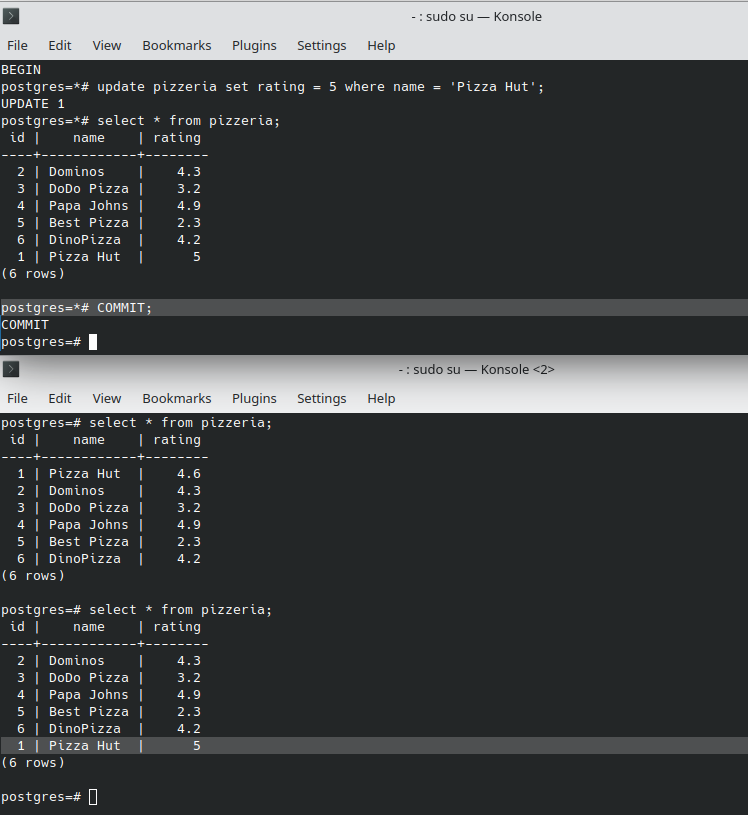 - : sudo su — Konsole
File Edit View Bookmarks Plugins Settings Help
BEGIN
postgres=*# update pizzeria set rating = 5 where name = 'Pizza Hut';
UPDATE 1
postgres=*# select * from pizzeria;
 id |    name    | rating
----+------------+--------
  2 | Dominos    |    4.3
  3 | DoDo Pizza |    3.2
  4 | Papa Johns |    4.9
  5 | Best Pizza |    2.3
  6 | DinoPizza  |    4.2
  1 | Pizza Hut  |      5
(6 rows)
postgres=*# COMMIT;
COMMIT
postgres=#
- : sudo su — Konsole <2>
File Edit View Bookmarks Plugins Settings Help
postgres=# select * from pizzeria;
 id |    name    | rating
----+------------+--------
  1 | Pizza Hut  |    4.6
  2 | Dominos    |    4.3
  3 | DoDo Pizza |    3.2
  4 | Papa Johns |    4.9
  5 | Best Pizza |    2.3
  6 | DinoPizza  |    4.2
(6 rows)
postgres=# select * from pizzeria;
 id |    name    | rating
----+------------+--------
  2 | Dominos    |    4.3
  3 | DoDo Pizza |    3.2
  4 | Papa Johns |    4.9
  5 | Best Pizza |    2.3
  6 | DinoPizza  |    4.2
  1 | Pizza Hut  |      5
(6 rows)
postgres=#